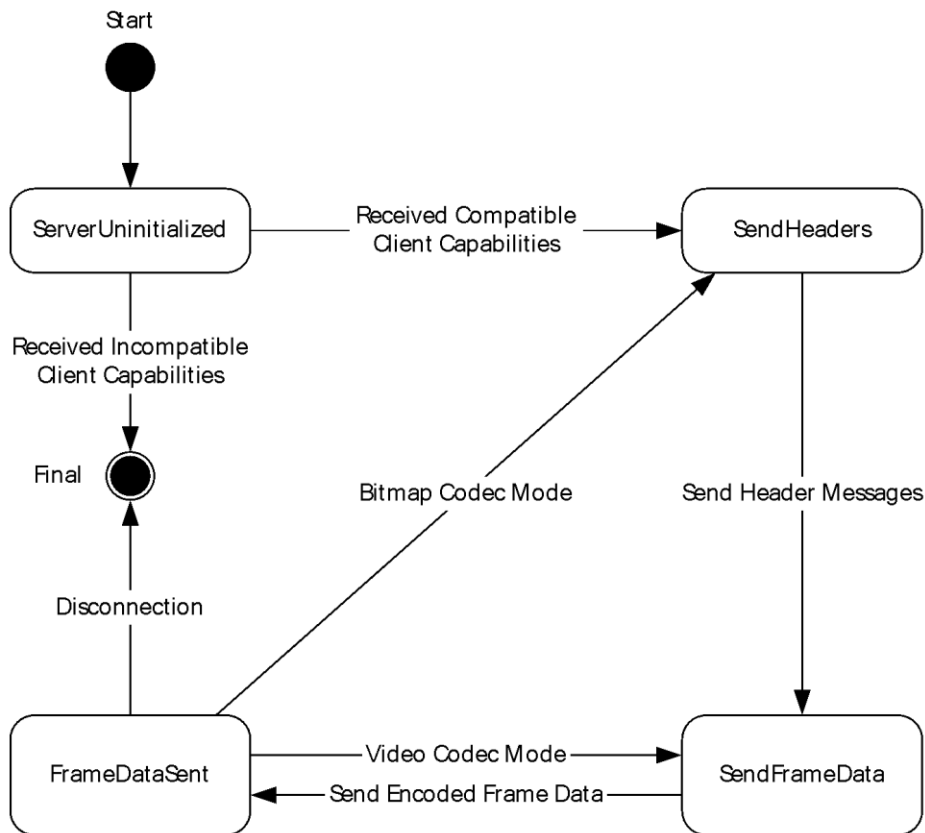 Start
ServerUninitialized
Received Compatible
Client Capabilities
SendHeaders
Received Incompatible
Client Capabilities
Final
Bitmap Codec Mode
Send Header Messages
Disconnection
FrameDataSent
Video Codec Mode
Send Encoded Frame Data
SendFrameData